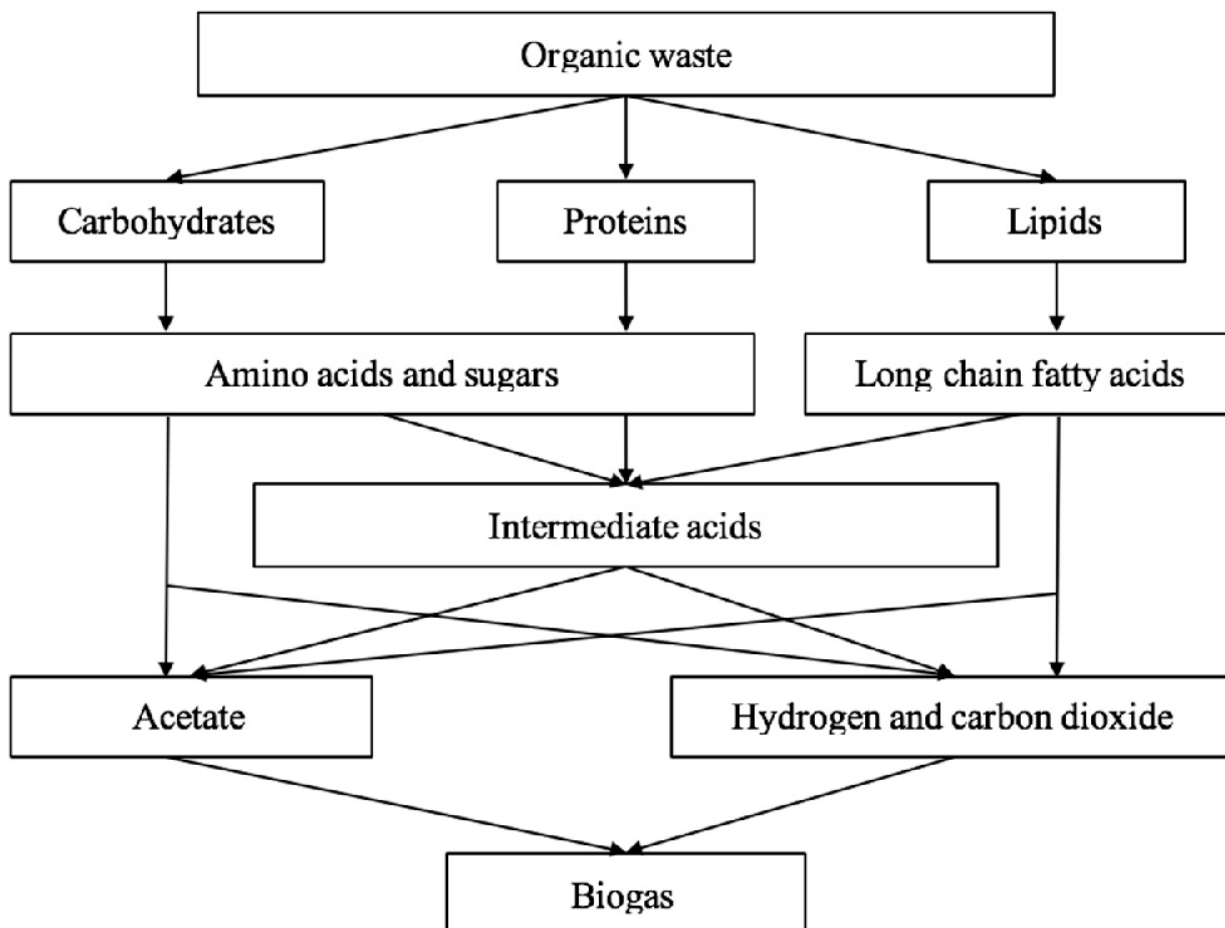 Organic waste
Carbohydrates
Proteins
Lipids
Amino acids and sugars
Long chain fatty acids
Intermediate acids
Acetate
Hydrogen and carbon dioxide
Biogas